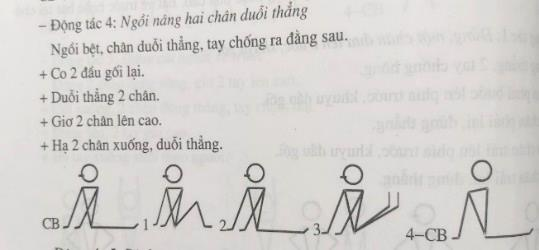 – Động tác 4: Ngồi nâng hai chân duỗi thẳng
Ngồi bệt, chân duỗi thẳng, tay chống ra đằng sau.
+ Co 2 đầu gối lại.
+ Duỗi thẳng 2 chân.
+ Giơ 2 chân lên cao.
+ Hạ 2 chân xuống, duỗi thẳng.
CB 1 2 3 4–CB